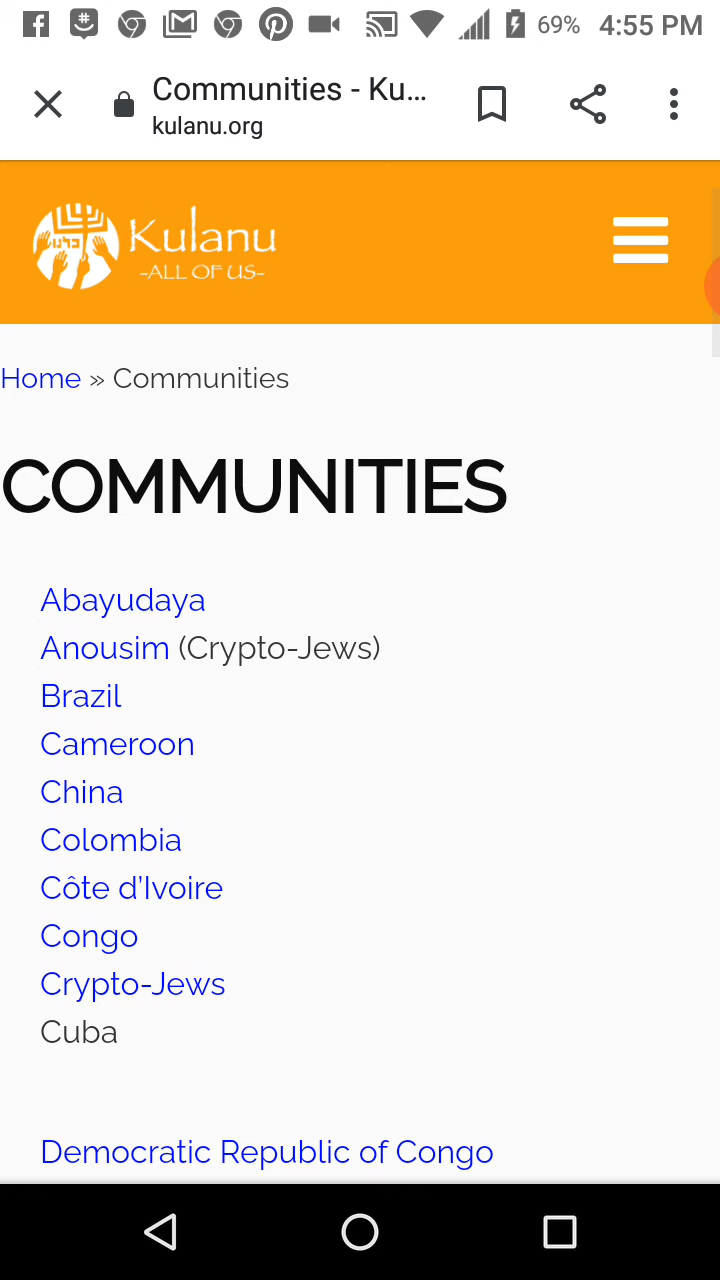 69% 4:55 PM
Communities - Ku...
kulanu.org
כלנו
Kulanu
-ALL OF US-
Home » Communities
COMMUNITIES
Abayudaya
Anousim (Crypto-Jews)
Brazil
Cameroon
China
Colombia
Côte d’Ivoire
Congo
Crypto-Jews
Cuba
Democratic Republic of Congo